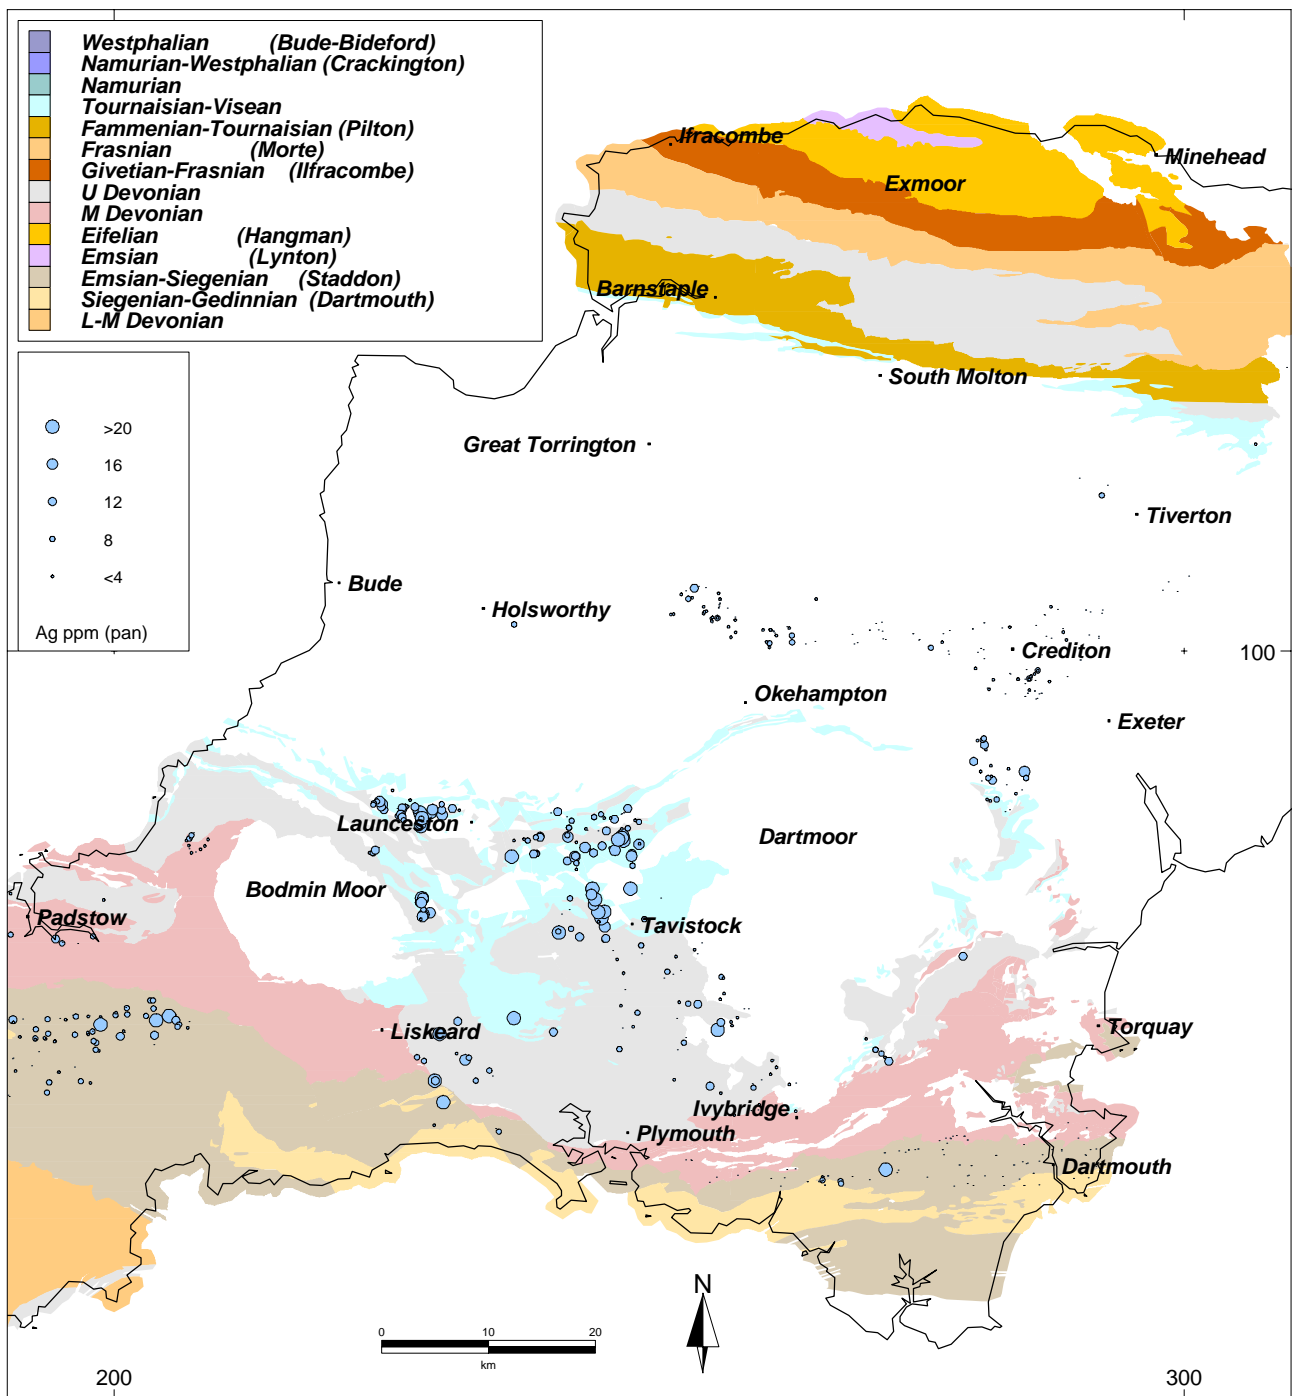 Westphalian (Bude-Bideford)
Namurian-Westphalian (Crackington)
Namurian
Tournaisian-Visean
Fammenian-Tournaisian (Pilton)
Frasnian (Morte)
Givetian-Frasnian (Ilfracombe)
U Devonian
M Devonian
Eifelian (Hangman)
Emsian (Lynton)
Emsian-Siegenian (Staddon)
Siegenian-Gedinnian (Dartmouth)
L-M Devonian
>20
16
12
8
<4
Ag ppm (pan)
Ilfracombe
Minehead
Exmoor
Barnstaple
South Molton
Great Torrington
Tiverton
Bude
Holsworthy
Crediton
100
Okehampton
Exeter
Launceston
Dartmoor
Bodmin Moor
Padstow
Tavistock
Liskeard
Torquay
Ivybridge
Plymouth
Dartmouth
N
0 10 20
km
200
300